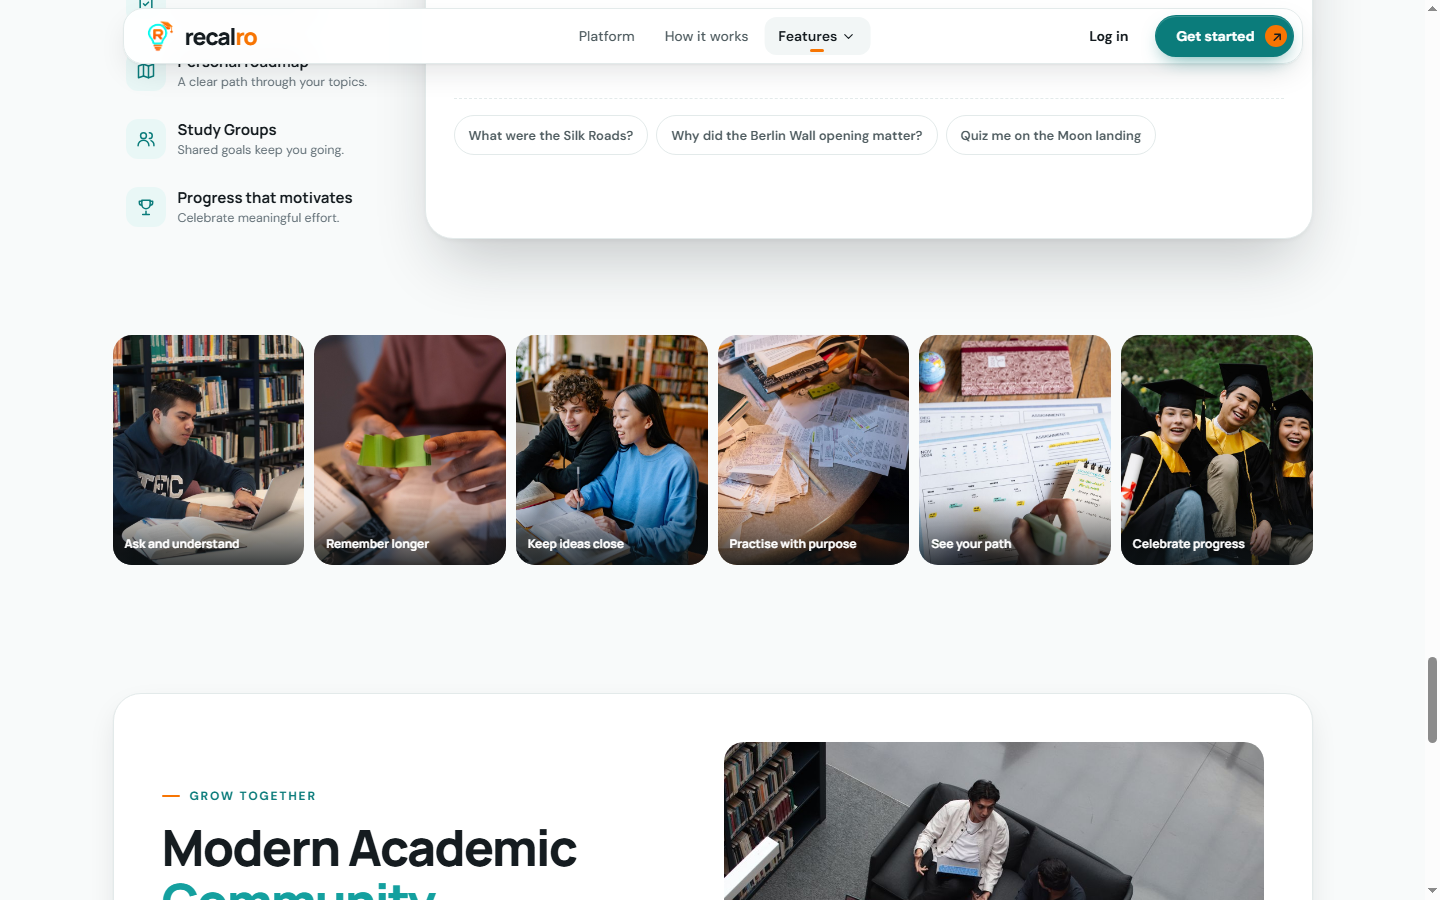 recalro
Platform
How it works
Features
Log in
Get started
A clear path through your topics.
Study Groups
Shared goals keep you going.
Progress that motivates
Celebrate meaningful effort.
What were the Silk Roads?
Why did the Berlin Wall opening matter?
Quiz me on the Moon landing
Ask and understand
Remember longer
Keep ideas close
Practise with purpose
ASSIGNMENTS
ASSIGNMENTS
See your path
Celebrate progress
GROW TOGETHER
Modern Academic